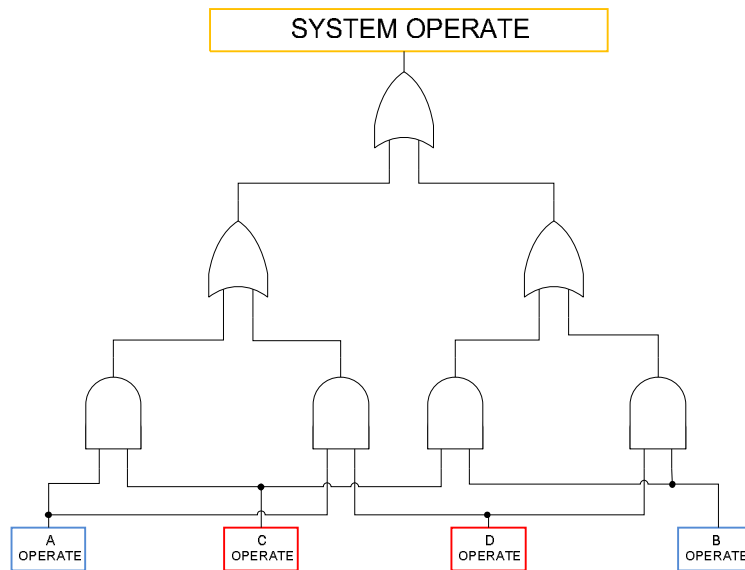 SYSTEM OPERATE
A
OPERATE
C
OPERATE
D
OPERATE
B
OPERATE